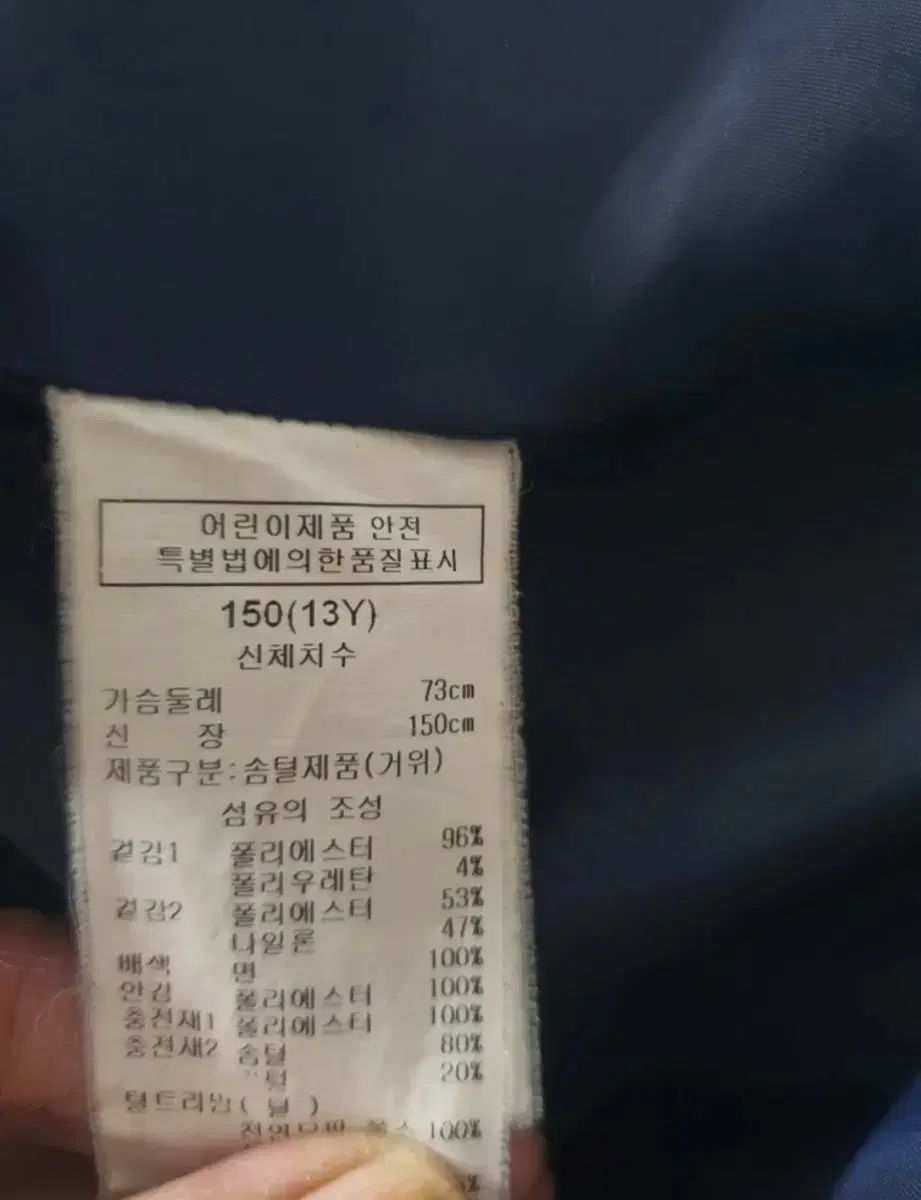 어린이제품 안전
특별법에의한품질표시
150(13Y)
신체치수
가슴둘레 73cm
신 장 150cm
제품구분:솜털제품(거위)
섬유의 조성
겉감1 폴리에스터 96%
폴리우레탄 4%
겉감2 폴리에스터 53%
나일론 47%
배색 면 100%
안감 폴리에스터 100%
충전재1 폴리에스터 100%
충전재2 솜털 80%
털 20%
털트리밍( )
100%